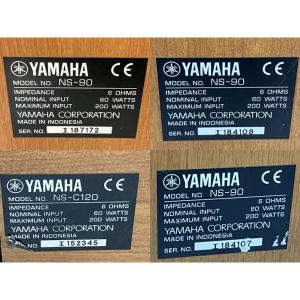 YAMAHA CE
MODEL NO. NS-90
IMPEDANCE 6 OHMS
NOMINAL INPUT 60 WATTS
MAXIMUM INPUT 200 WATTS
YAMAHA CORPORATION
MADE IN INDONESIA
SER. NO. I 187172
YAMAHA CE
MODEL NO. NS-90
IMPEDANCE 6 OHMS
NOMINAL INPUT 60 WATTS
MAXIMUM INPUT 200 WATTS
YAMAHA CORPORATION
MADE IN INDONESIA
SER. NO. I 184108
YAMAHA CE
MODEL NO. NS-C120
IMPEDANCE 6 OHMS
NOMINAL INPUT 60 WATTS
MAXIMUM INPUT 200 WATTS
YAMAHA CORPORATION
MADE IN INDONESIA
SER. NO. I 152345
YAMAHA CE
MODEL NO. NS-90
IMPEDANCE 6 OHMS
NOMINAL INPUT 60 WATTS
MAXIMUM INPUT 200 WATTS
YAMAHA CORPORATION
MADE IN INDONESIA
SER. NO. I 184107